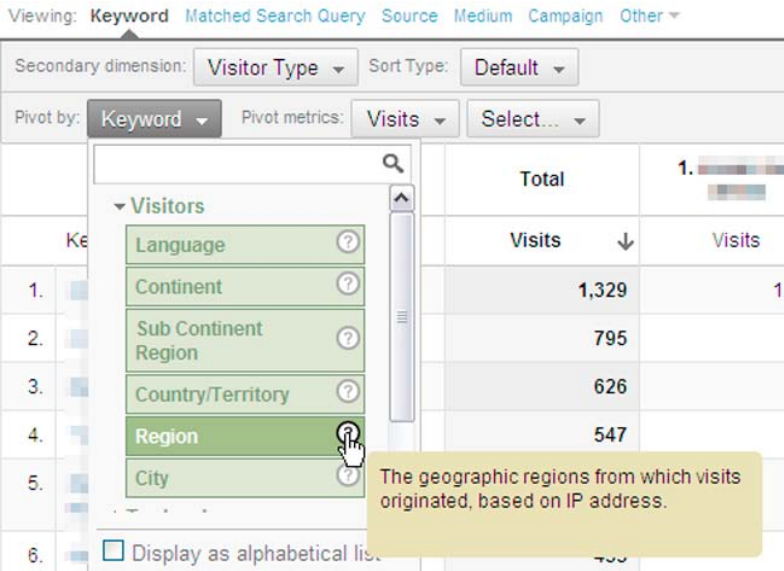 Viewing: Keyword Matched Search Query Source Medium Campaign Other
Secondary dimension: Visitor Type Sort Type: Default
Pivot by: Keyword Pivot metrics: Visits Select...
Total 1.
Visitors
Ke Visits Visits
Language
Continent
1. 1,329 1
Sub Continent
Region
2. 795
Country/Territory
3. 626
Region
4. 547
City
The geographic regions from which visits
originated, based on IP address.
5.
Display as alphabetical list
6.